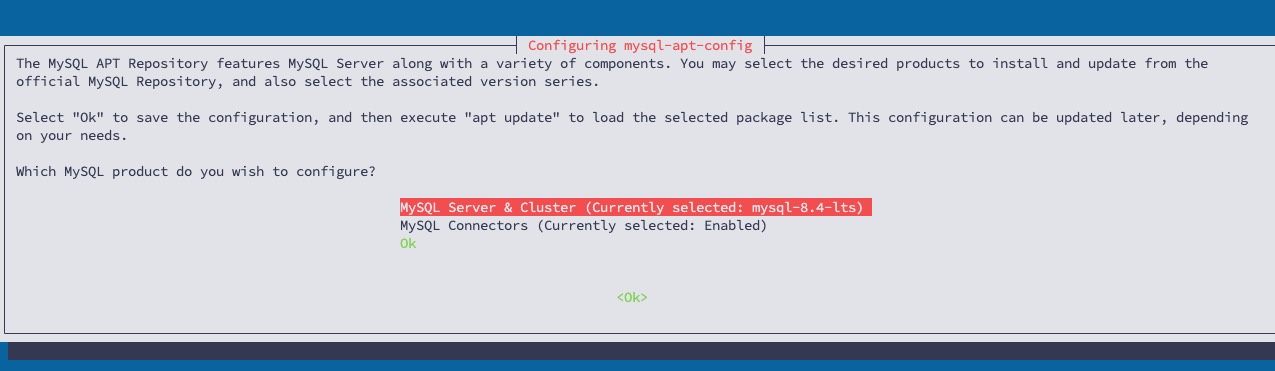 Configuring mysql-apt-config
The MySQL APT Repository features MySQL Server along with a variety of components. You may select the desired products to install and update from the
official MySQL Repository, and also select the associated version series.
Select "Ok" to save the configuration, and then execute "apt update" to load the selected package list. This configuration can be updated later, depending
on your needs.
Which MySQL product do you wish to configure?
MySQL Server & Cluster (Currently selected: mysql-8.4-lts)
MySQL Connectors (Currently selected: Enabled)
Ok
<Ok>